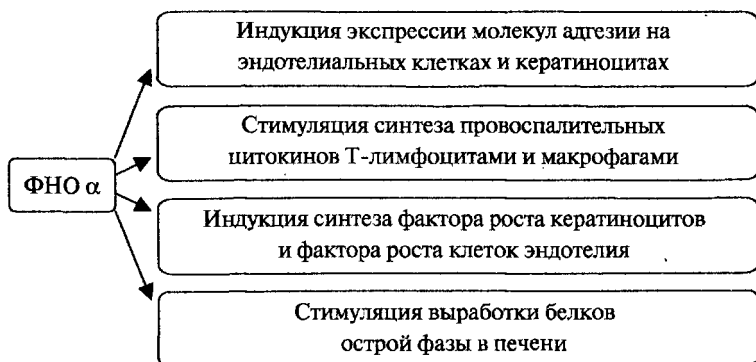 Индукция экспрессии молекул адгезии на
эндотелиальных клетках и кератиноцитах
Стимуляция синтеза провоспалительных
цитокинов Т-лимфоцитами и макрофагами
ФНО α
Индукция синтеза фактора роста кератиноцитов
и фактора роста клеток эндотелия
Стимуляция выработки белков
острой фазы в печени